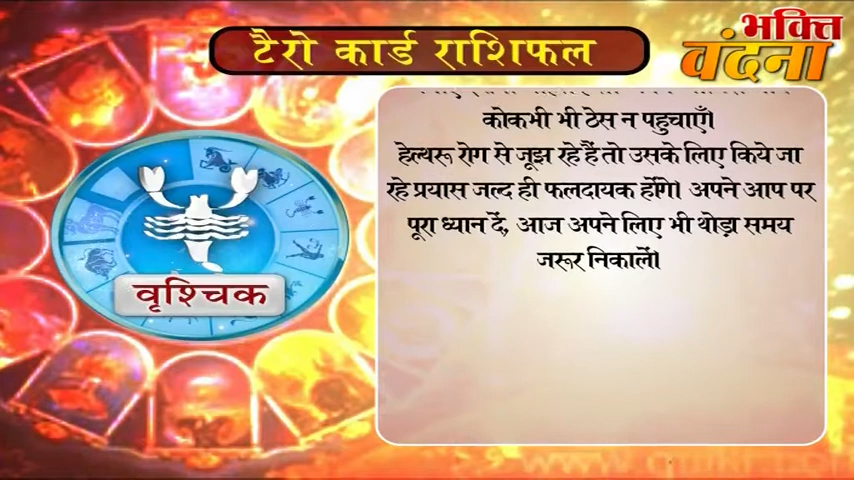 टैरो कार्ड राशिफल
भक्ति
वंदना
कोकभी भी ठेस न पहुचाएँ।
हेल्थरू रोग से जूझ रहे हैं तो उसके लिए किये जा
रहे प्रयास जल्द ही फलदायक होंगे। अपने आप पर
पूरा ध्यान दें, आज अपने लिए भी थोड़ा समय
जरूर निकालें।
वृश्चिक